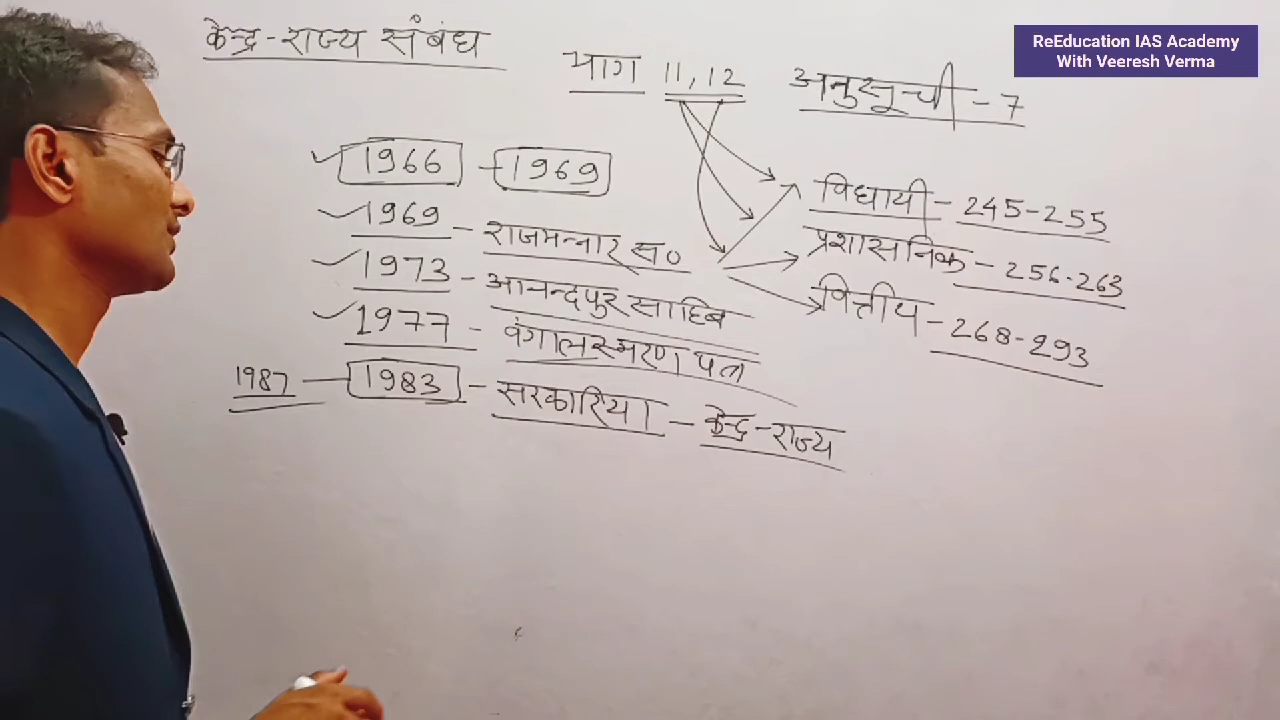 केन्द्र-राज्य संबंध
भाग 11,12 अनुसूची-7
ReEducation IAS Academy
With Veeresh Verma
1966 - 1969
1969 - राजमन्नार स०
1973 - आनन्दपुर साहिब
1977 - वंगाल स्मरण पत्र
1987 - 1983 - सरकारिया - केन्द्र-राज्य
विधायी - 245-255
प्रशासनिक - 256-263
वित्तीय - 268-293